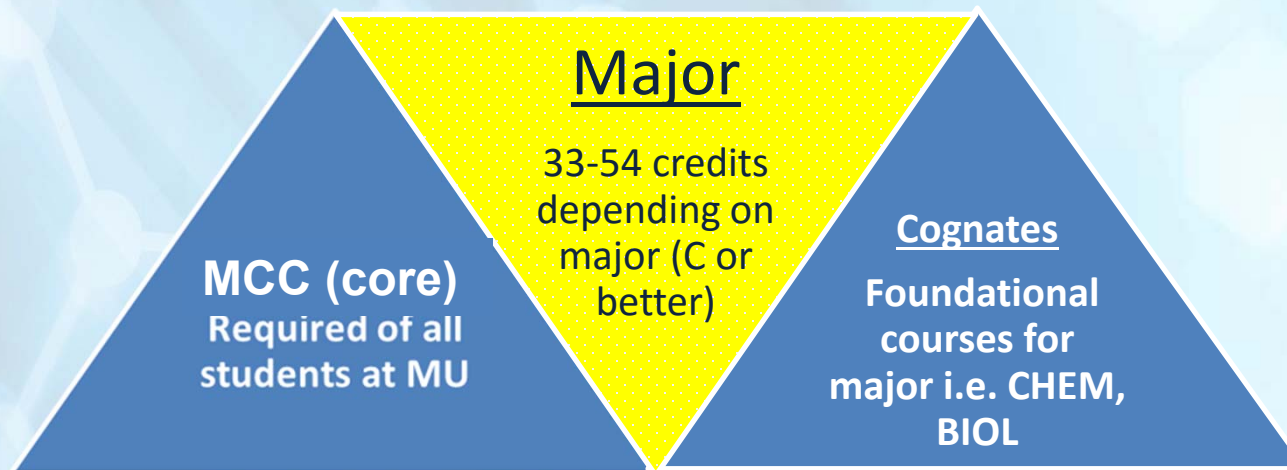 MCC (core)
Required of all
students at MU
Major
33-54 credits
depending on
major (C or
better)
Cognates
Foundational
courses for
major i.e. CHEM,
BIOL